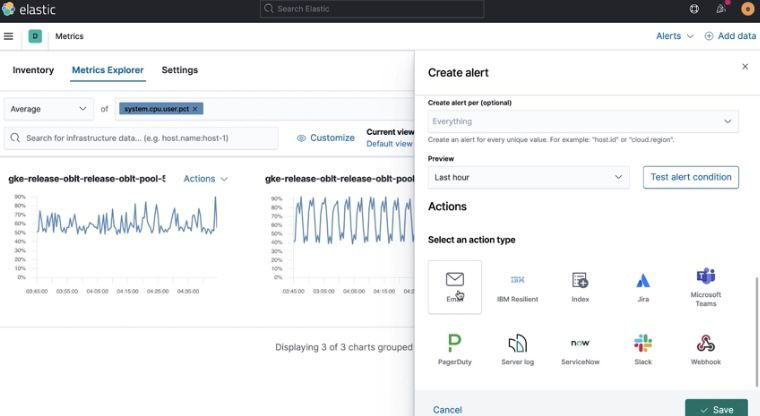 elastic
Search Elastic
D
Metrics
Alerts
Add data
Inventory
Metrics Explorer
Settings
Average
of
system.cpu.user.pct ×
Search for infrastructure data... (e.g. host.name:host-1)
Customize
Current view
Default view
gke-release-oblt-release-oblt-pool-5
Actions
90%
80%
70%
60%
50%
40%
30%
20%
10%
0%
03:45:00
03:55:00
04:05:00
04:15:00
04:25:00
04:35:00
gke-release-oblt-release-oblt-pool
90%
80%
70%
60%
50%
40%
30%
20%
10%
0%
03:45:00
03:55:00
04:05:00
04:15:00
Displaying 3 of 3 charts grouped
Create alert
Create alert per (optional)
Everything
Create an alert for every unique value. For example: "host.id" or "cloud.region".
Preview
Last hour
Test alert condition
Actions
Select an action type
Email
IBM Resilient
Index
Jira
Microsoft
Teams
PagerDuty
Server log
now
ServiceNow
Slack
Webhook
Cancel
Save